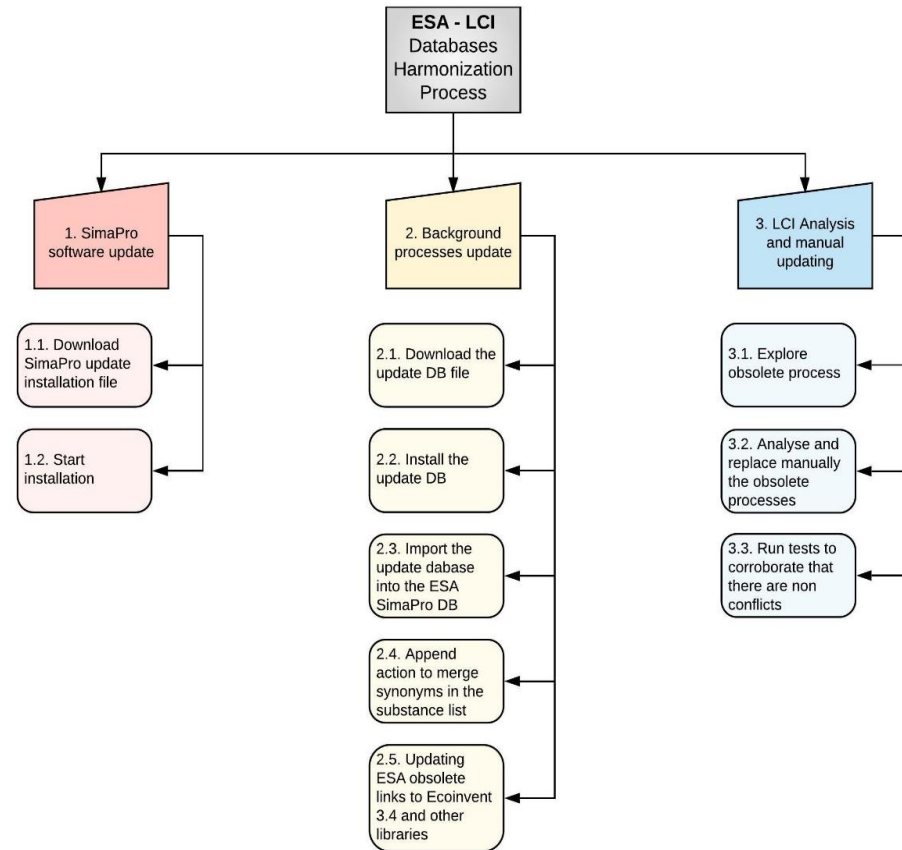 ESA - LCI
Databases
Harmonization
Process
1. SimaPro
software update
1.1. Download
SimaPro update
installation file
1.2. Start
installation
2. Background
processes update
2.1. Download the
update DB file
2.2. Install the
update DB
2.3. Import the
update dabase
into the ESA
SimaPro DB
2.4. Append
action to merge
synonyms in the
substance list
2.5. Updating
ESA obsolete
links to Ecoinvent
3.4 and other
libraries
3. LCI Analysis
and manual
updating
3.1. Explore
obsolete process
3.2. Analyse and
replace manually
the obsolete
processes
3.3. Run tests to
corroborate that
there are non
conflicts